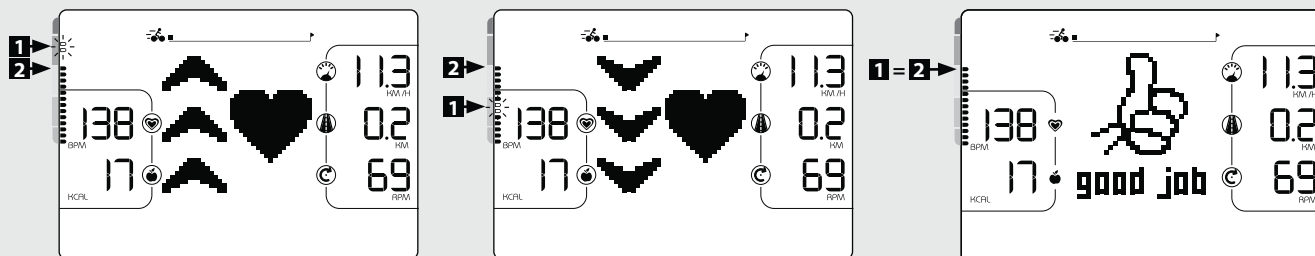 1
2
138
BPM
17
KCAL
11.3
KM/H
0.2
KM
69
RPM
2
1
138
BPM
17
KCAL
11.3
KM/H
0.2
KM
69
RPM
1 = 2
138
BPM
17
KCAL
good job
11.3
KM/H
0.2
KM
69
RPM